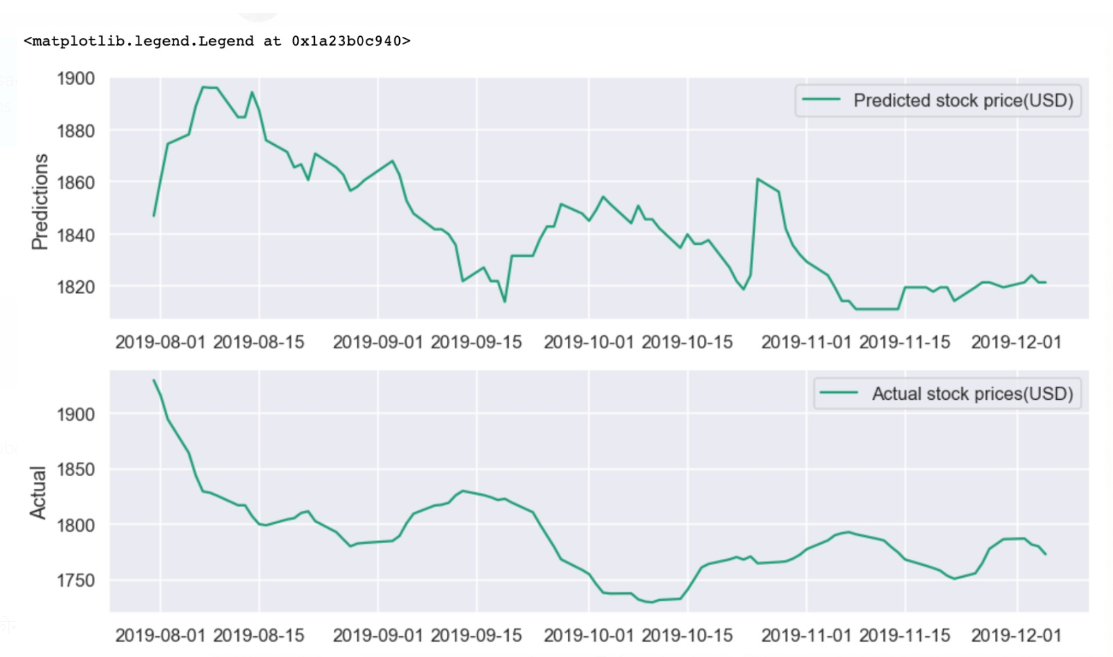 <matplotlib.legend.Legend at 0x1a23b0c940>
1900
1880
1860
1840
1820
Predictions
Predicted stock price(USD)
2019-08-01 2019-08-15 2019-09-01 2019-09-15 2019-10-01 2019-10-15 2019-11-01 2019-11-15 2019-12-01
1900
1850
1800
1750
Actual
Actual stock prices(USD)
2019-08-01 2019-08-15 2019-09-01 2019-09-15 2019-10-01 2019-10-15 2019-11-01 2019-11-15 2019-12-01